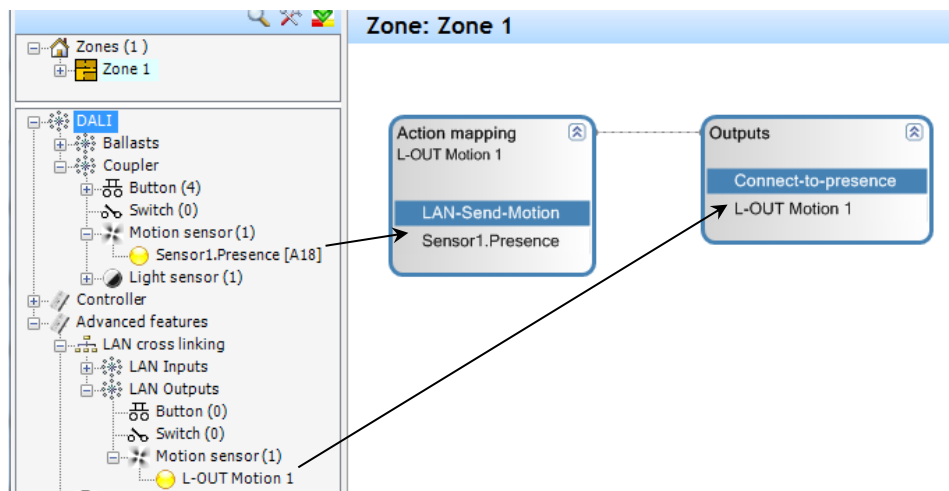 Zones (1 )
Zone 1
DALI
Ballasts
Coupler
Button (4)
Switch (0)
Motion sensor (1)
Sensor1.Presence [A18]
Light sensor (1)
Controller
Advanced features
LAN cross linking
LAN Inputs
LAN Outputs
Button (0)
Switch (0)
Motion sensor (1)
L-OUT Motion 1
Zone: Zone 1
Action mapping
L-OUT Motion 1
LAN-Send-Motion
Sensor1.Presence
Outputs
Connect-to-presence
L-OUT Motion 1